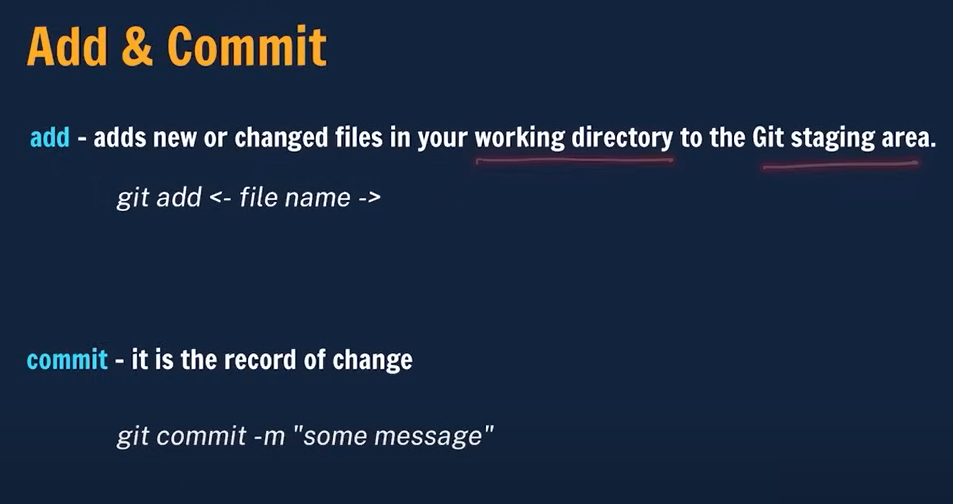 Add & Commit
add - adds new or changed files in your working directory to the Git staging area.
git add <- file name ->
commit - it is the record of change
git commit -m "some message"